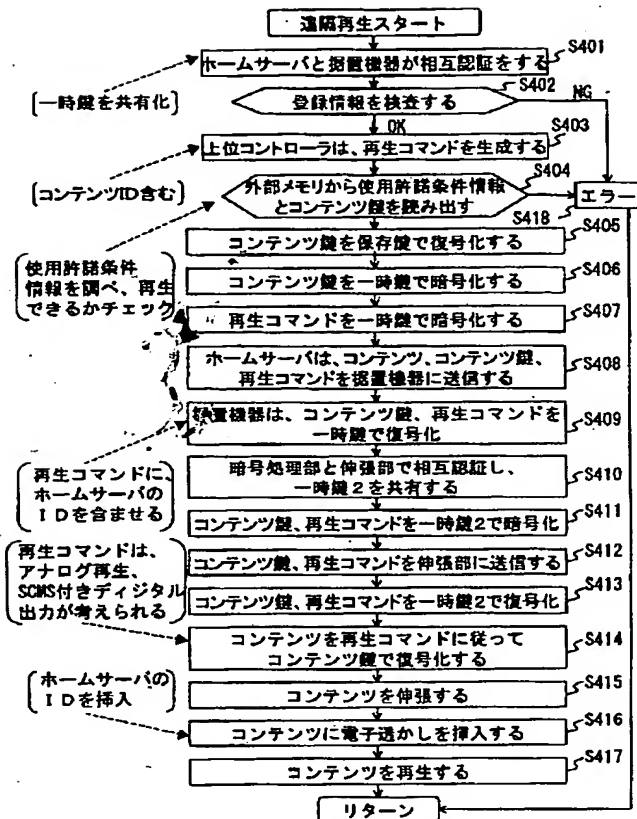 遠隔再生スタート
S401
ホームサーバと据置機器が相互認証をする
[一時鍵を共有化]
S402
登録情報を検査する
NG
OK
S403
上位コントローラは、再生コマンドを生成する
[コンテンツID含む]
S404
外部メモリから使用許諾条件情報
とコンテンツ鍵を読み出す
エラー
S418
S405
コンテンツ鍵を保存鍵で復号化する
使用許諾条件
情報を調べ、再生
できるかチェック
S406
コンテンツ鍵を一時鍵で暗号化する
S407
再生コマンドを一時鍵で暗号化する
S408
ホームサーバは、コンテンツ、コンテンツ鍵、
再生コマンドを据置機器に送信する
S409
据置機器は、コンテンツ鍵、再生コマンドを
一時鍵で復号化
再生コマンドに、
ホームサーバの
IDを含ませる
S410
暗号処理部と伸張部で相互認証し、
一時鍵2を共有する
S411
コンテンツ鍵、再生コマンドを一時鍵2で暗号化
再生コマンドは、
アナログ再生、
SCMS付きディジタル
出力が考えられる
S412
コンテンツ鍵、再生コマンドを伸張部に送信する
S413
コンテンツ鍵、再生コマンドを一時鍵2で復号化
S414
コンテンツを再生コマンドに従って
コンテンツ鍵で復号化する
ホームサーバの
IDを挿入
S415
コンテンツを伸張する
S416
コンテンツに電子透かしを挿入する
S417
コンテンツを再生する
リターン